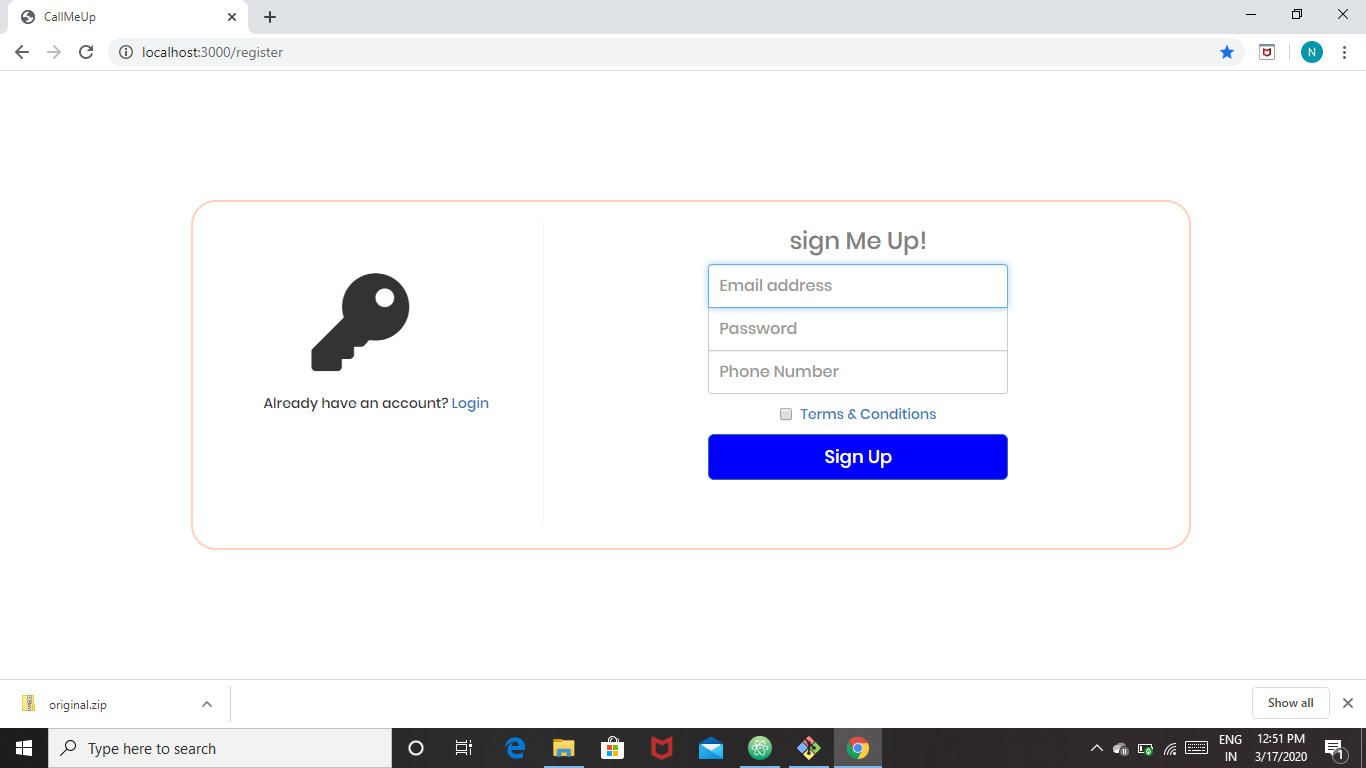 CallMeUp
localhost:3000/register
N
sign Me Up!
Email address
Password
Phone Number
Already have an account? Login
Terms & Conditions
Sign Up
original.zip
Show all
Type here to search
ENG
IN
12:51 PM
3/17/2020
1